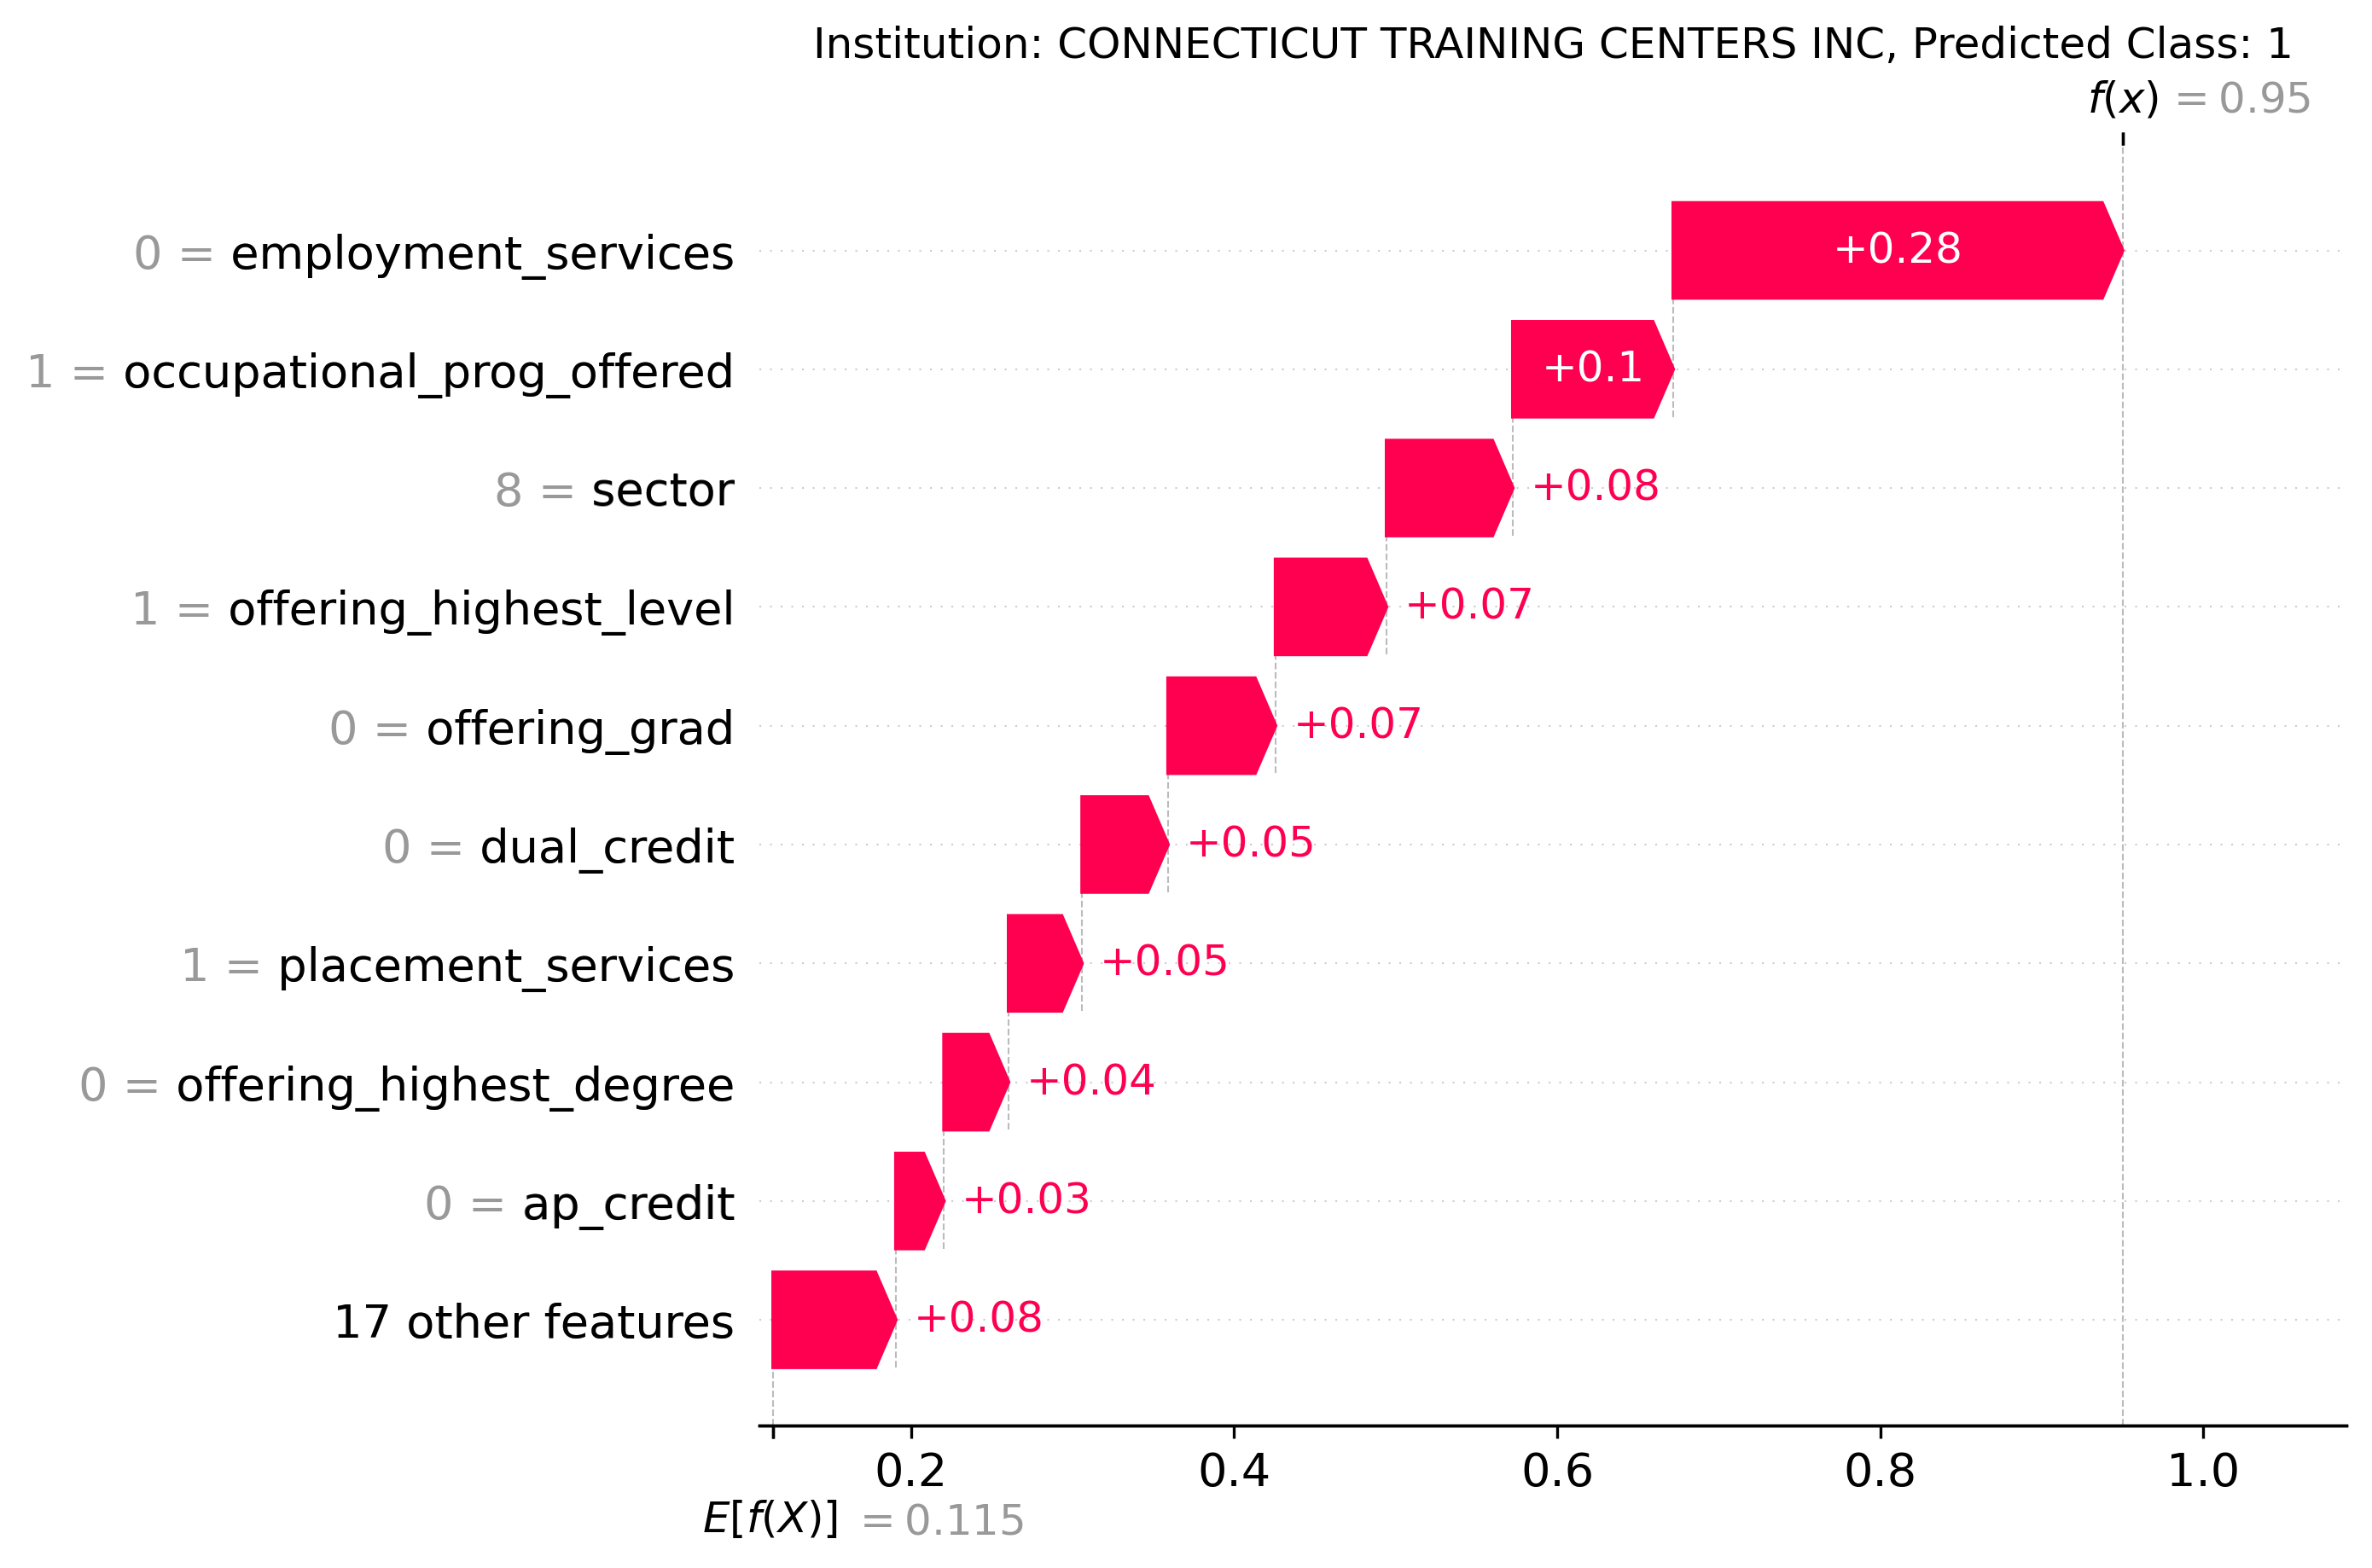 Institution: CONNECTICUT TRAINING CENTERS INC, Predicted Class: 1
f(x) = 0.95
0 = employment_services +0.28
1 = occupational_prog_offered +0.1
8 = sector +0.08
1 = offering_highest_level +0.07
0 = offering_grad +0.07
0 = dual_credit +0.05
1 = placement_services +0.05
0 = offering_highest_degree +0.04
0 = ap_credit +0.03
17 other features +0.08
0.2 0.4 0.6 0.8 1.0
E[f(X)] = 0.115